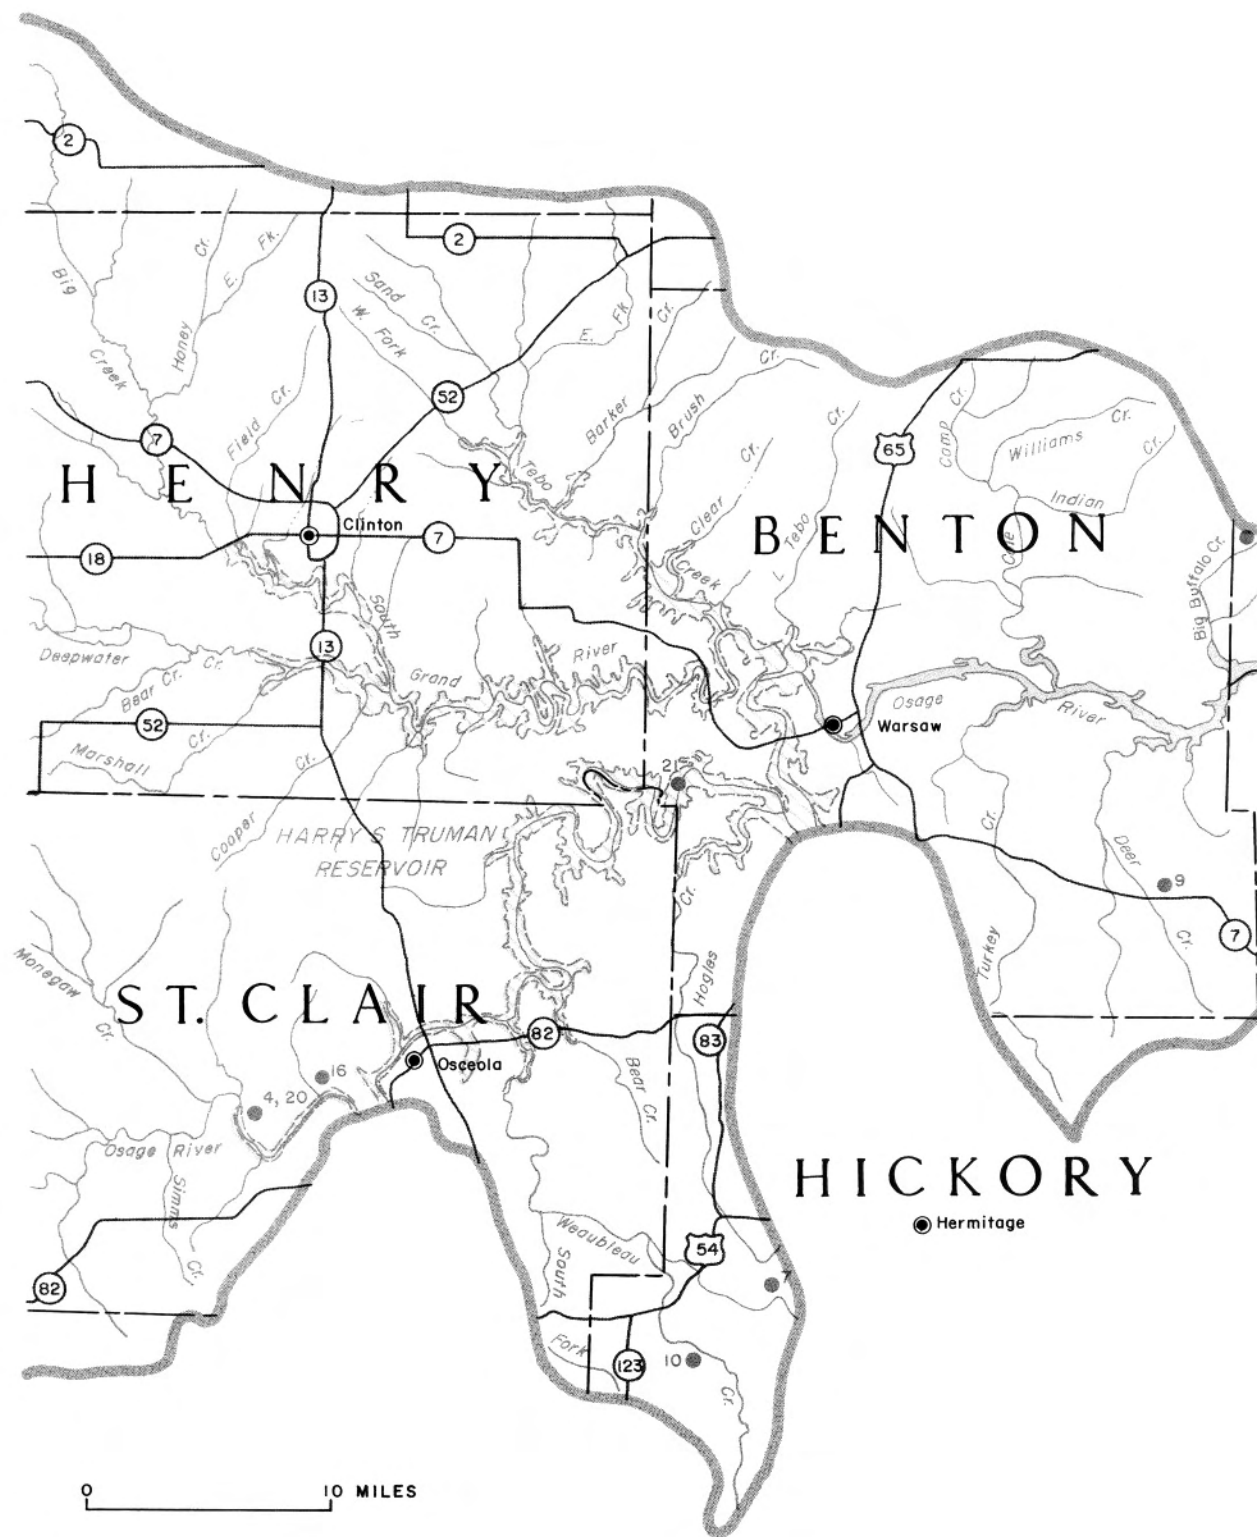 2
2
Big
Creek
Honey
Cr.
E. Fk.
13
Sand
Cr.
W. Fork
E. Fk
Cr.
52
Field Cr.
7
Barker
Brush
Cr.
Cr.
65
Camp Cr.
Williams Cr.
Cr.
Indian
HENRY
Tebo
Clear Cr.
Tebo
Creek
Clinton
BENTON
Cole
Big Buffalo Cr.
18
7
South
13
Deepwater Cr.
Bear Cr.
Grand
River
Osage
River
52
Marshall
Cr.
Cr.
Warsaw
21
Cooper
HARRY S. TRUMAN
RESERVOIR
Cr.
Deer
9
Cr.
Cr.
7
Monegaw
Cr.
Hogles
Turkey
ST. CLAIR
82
83
Osceola
16
4, 20
Bear Cr.
Osage River
Simms
Cr.
HICKORY
Hermitage
Weaubleau
54
South
7
82
Fork
123
10
Cr.
0 10 MILES